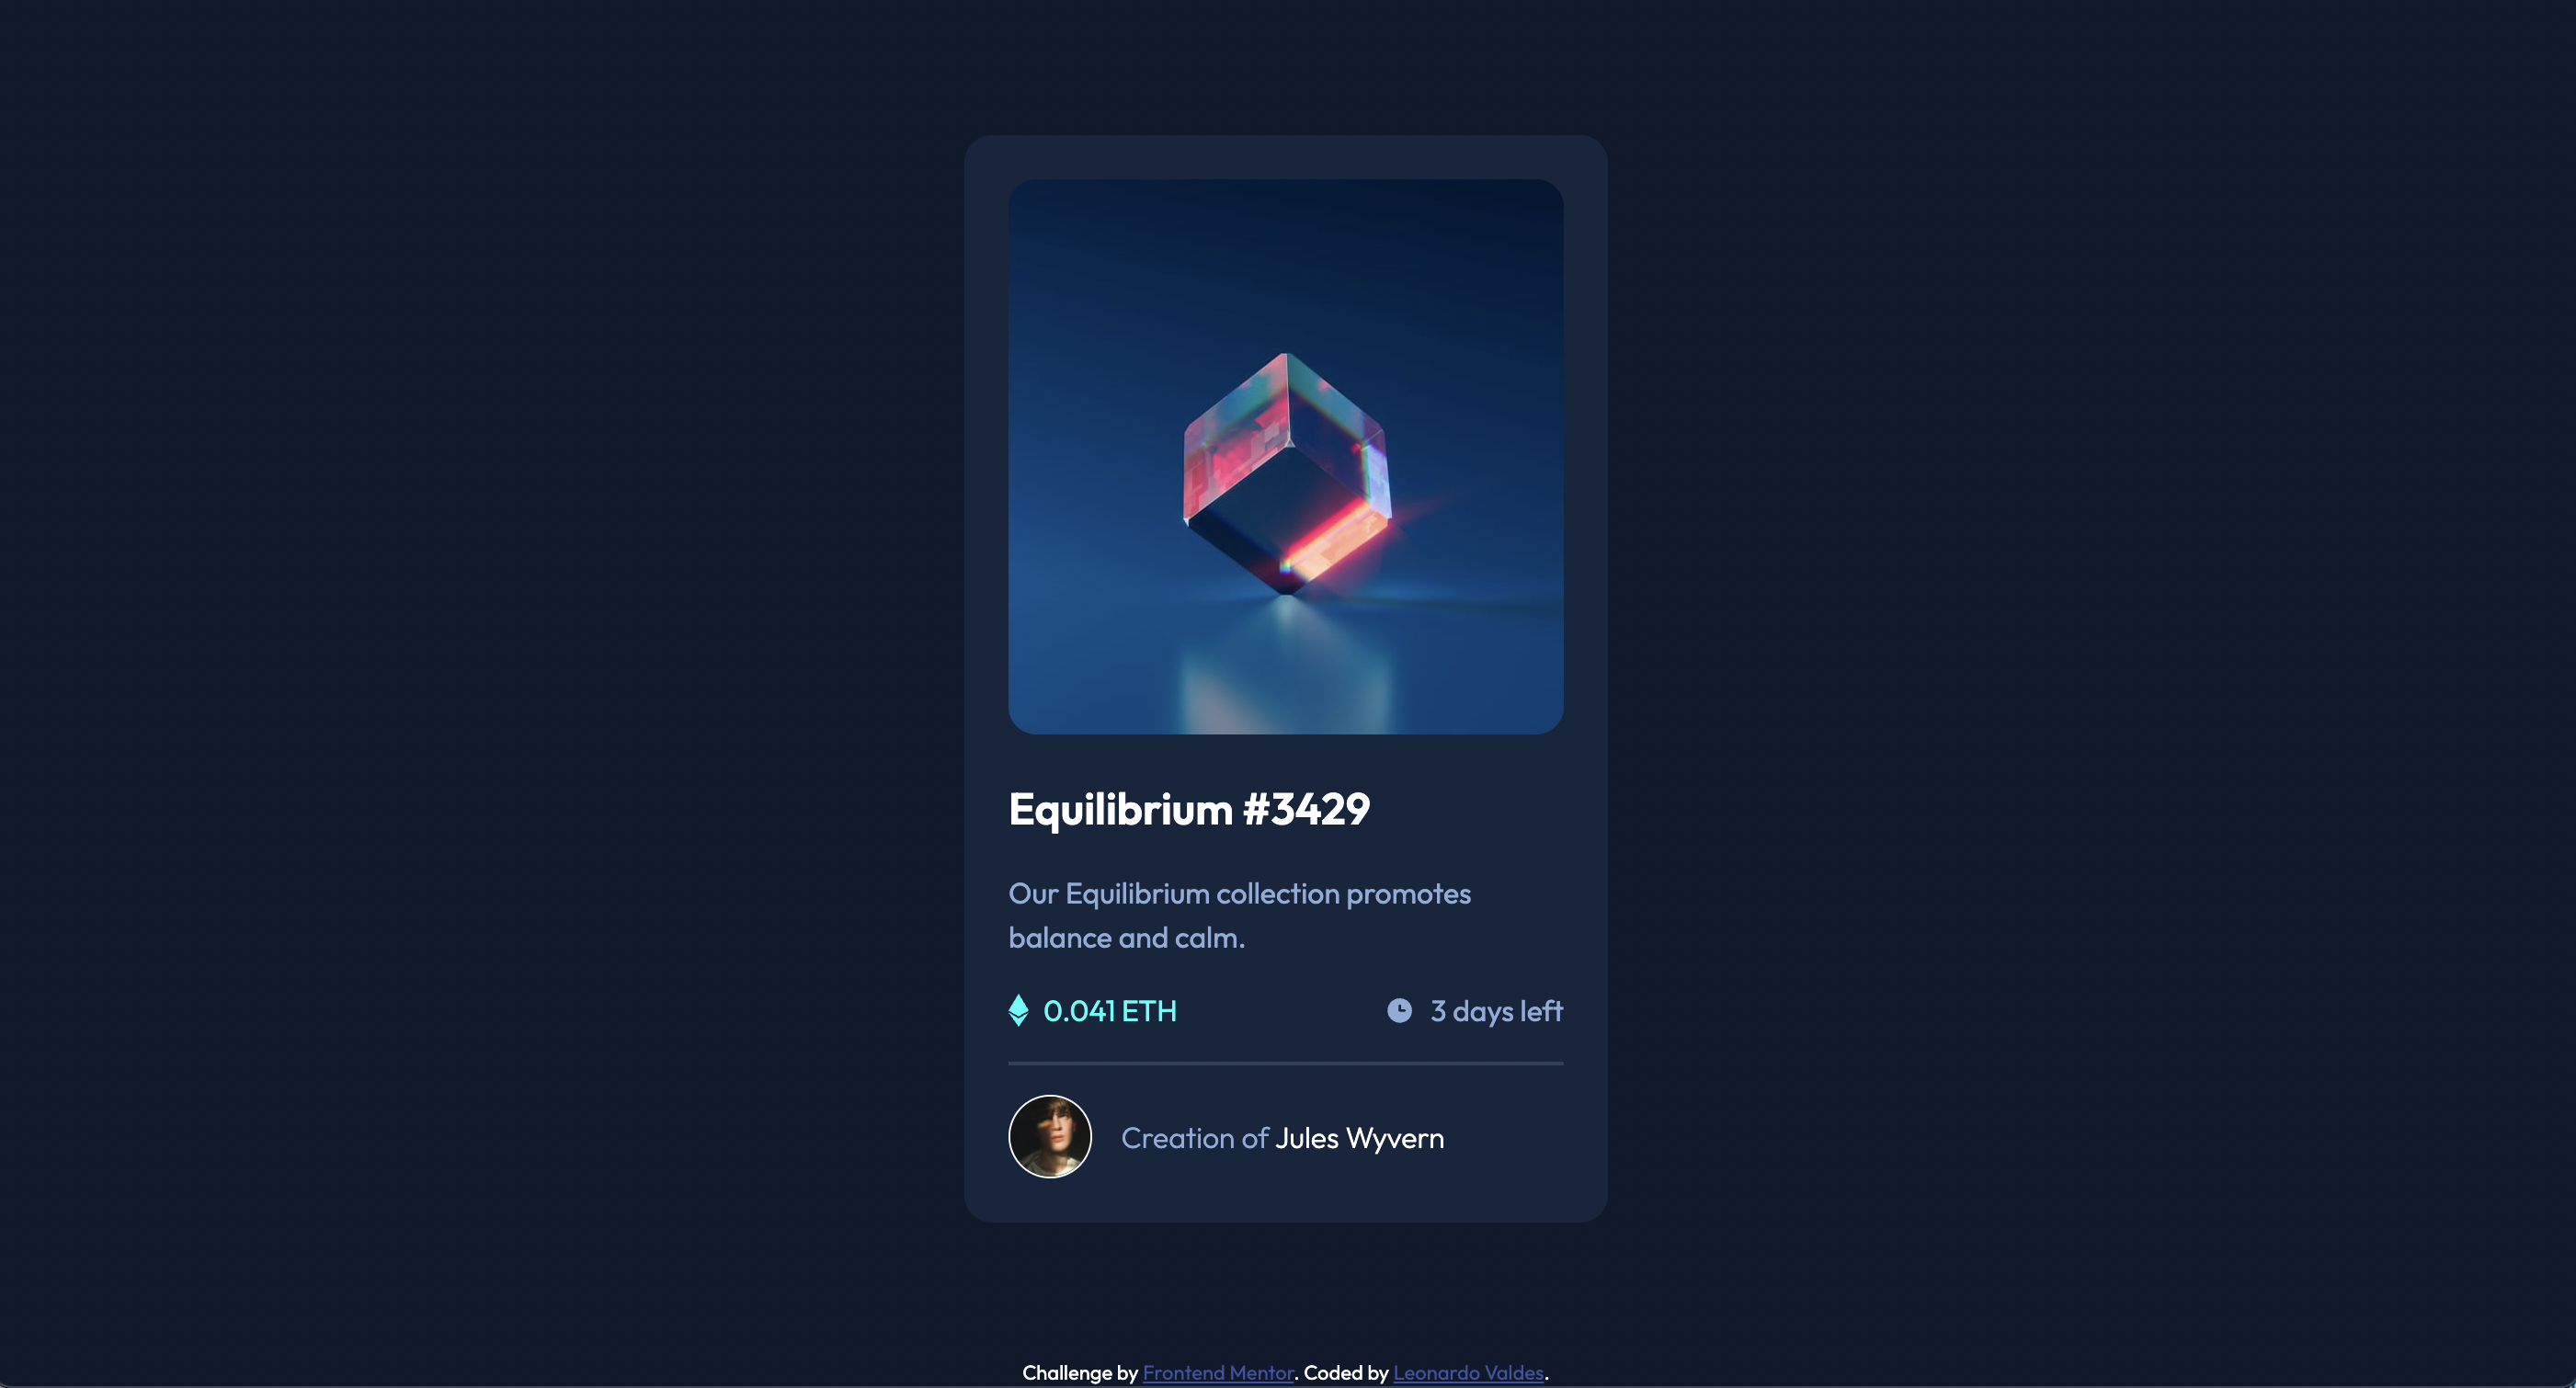 Equilibrium #3429
Our Equilibrium collection promotes
balance and calm.
0.041 ETH
3 days left
Creation of Jules Wyvern
Challenge by Frontend Mentor. Coded by Leonardo Valdes.